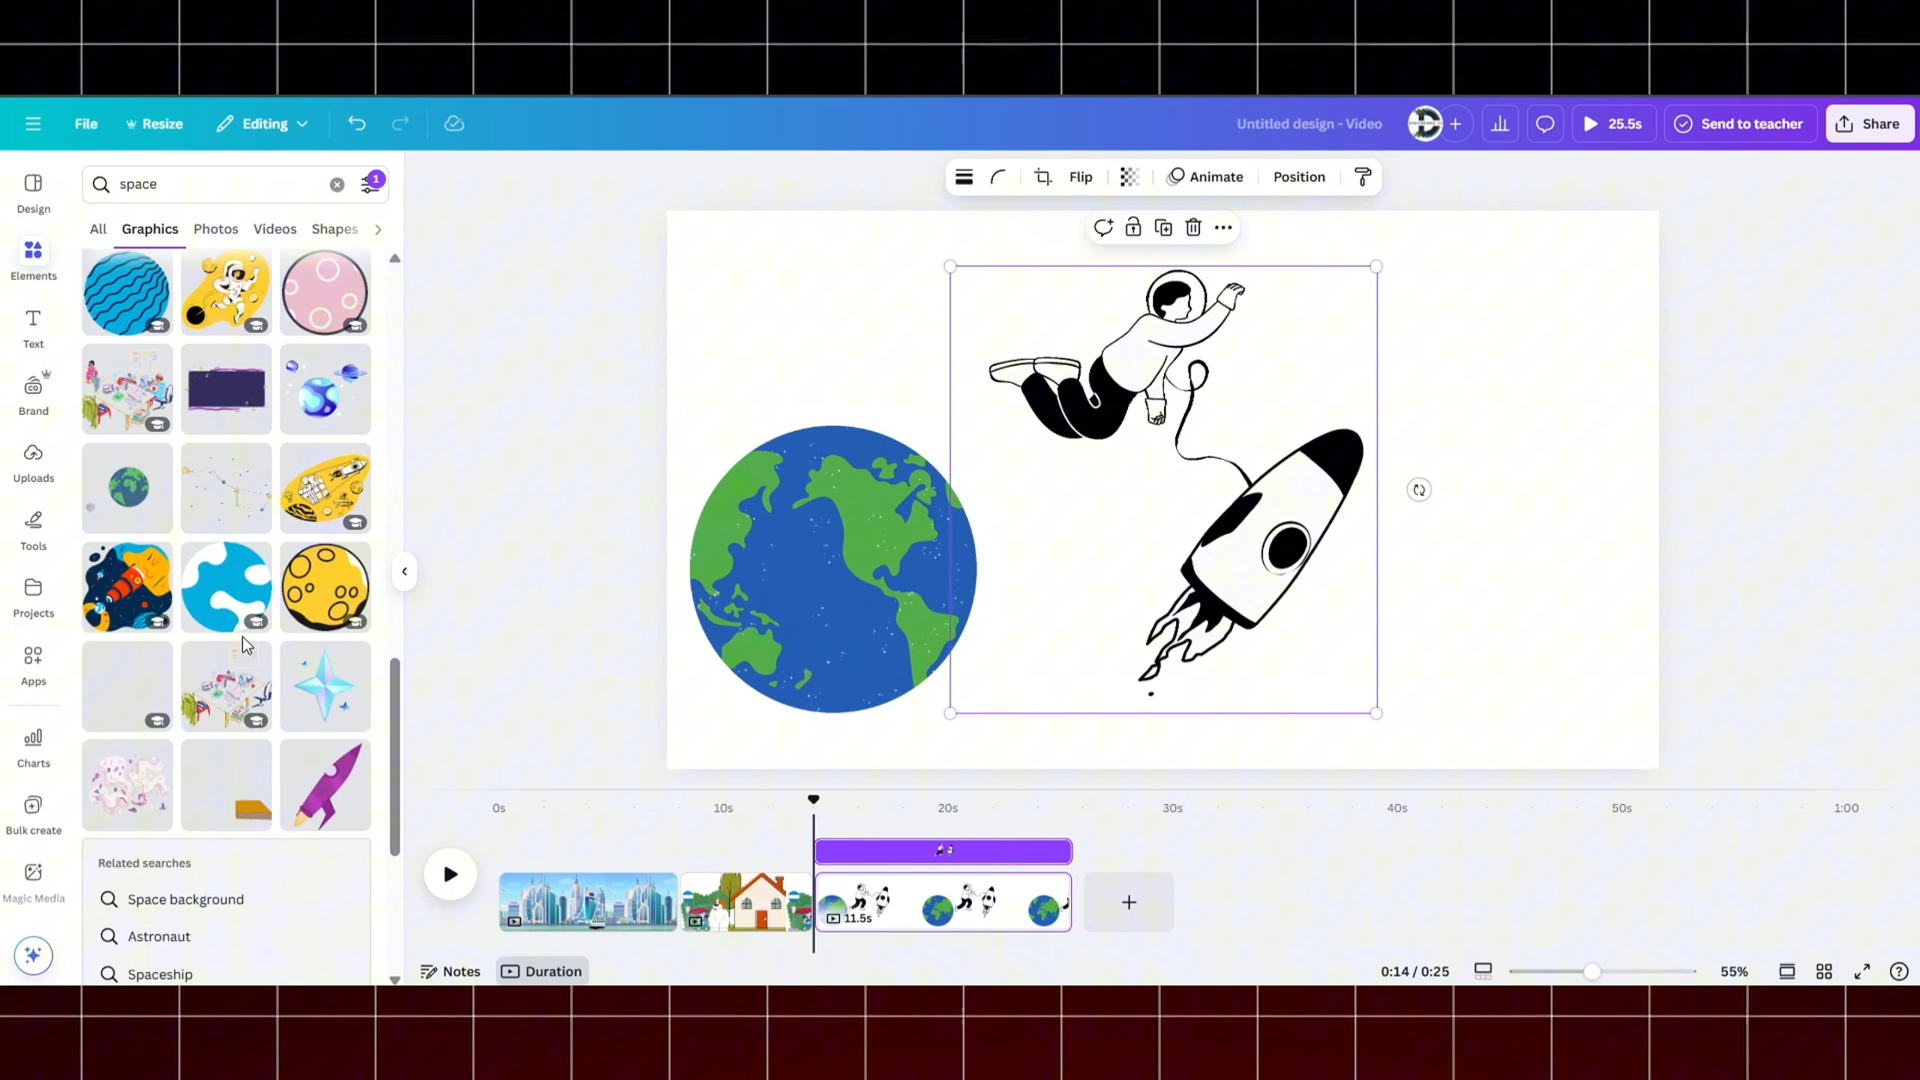 File
Resize
Editing
Untitled design - Video
25.5s
Send to teacher
Share
space
1
Flip
Animate
Position
Design
Elements
Text
Brand
Uploads
Tools
Projects
Apps
Charts
Bulk create
Magic Media
All
Graphics
Photos
Videos
Shapes
Related searches
Space background
Astronaut
Spaceship
0s
10s
20s
30s
40s
50s
1:00
11.5s
Notes
Duration
0:14 / 0:25
55%